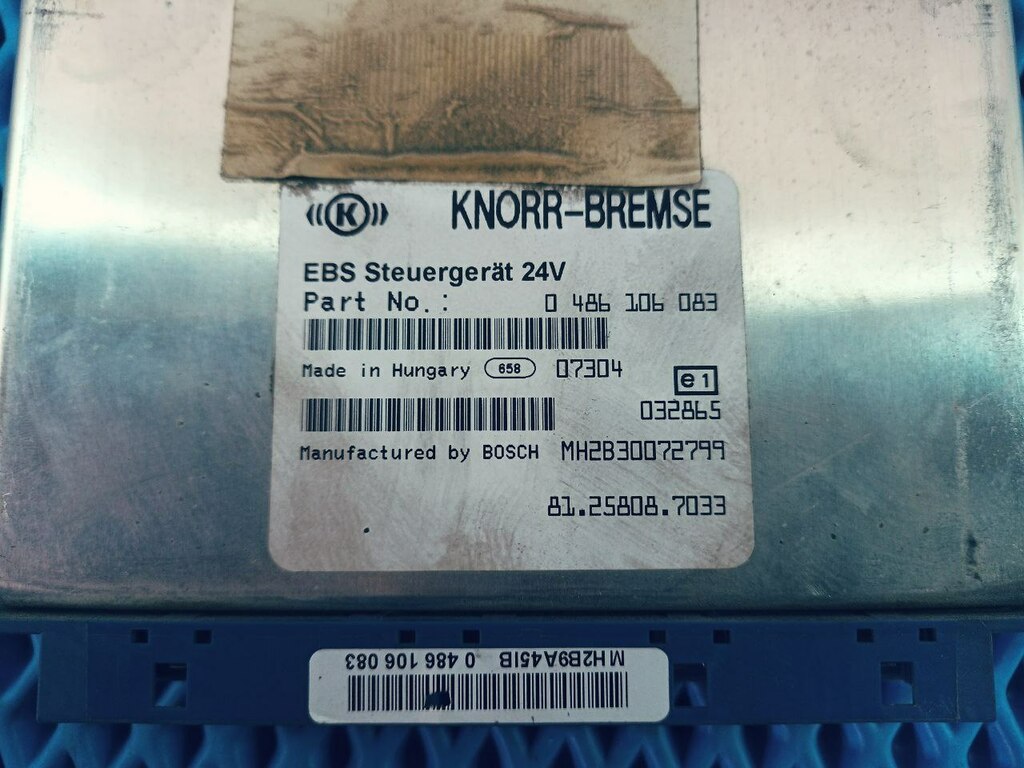 K KNORR-BREMSE
EBS Steuergerät 24V
Part No.: 0 486 106 083
Made in Hungary 658 07304
e1
032865
Manufactured by BOSCH MH2B30072799
81.25808.7033
MH2B9A45IB 0 486 106 083